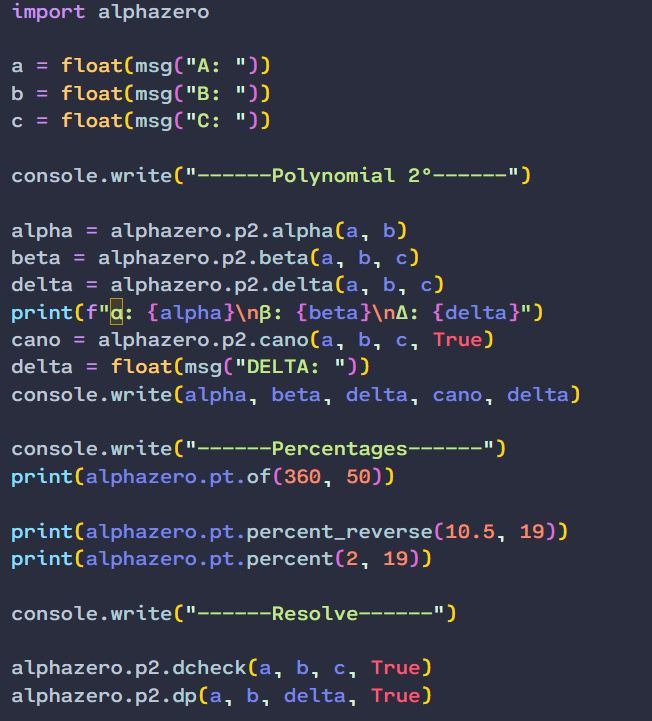 import alphazero
a = float(msg("A: "))
b = float(msg("B: "))
c = float(msg("C: "))
console.write("------Polynomial 2°------")
alpha = alphazero.p2.alpha(a, b)
beta = alphazero.p2.beta(a, b, c)
delta = alphazero.p2.delta(a, b, c)
print(f"α: {alpha}\nβ: {beta}\nΔ: {delta}")
cano = alphazero.p2.cano(a, b, c, True)
delta = float(msg("DELTA: "))
console.write(alpha, beta, delta, cano, delta)
console.write("------Percentages------")
print(alphazero.pt.of(360, 50))
print(alphazero.pt.percent_reverse(10.5, 19))
print(alphazero.pt.percent(2, 19))
console.write("------Resolve------")
alphazero.p2.dcheck(a, b, c, True)
alphazero.p2.dp(a, b, delta, True)